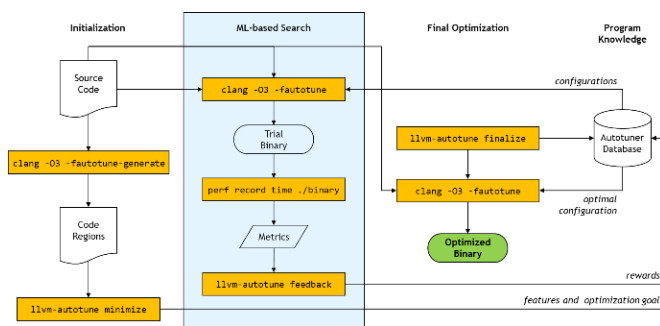 Initialization
ML-based Search
Final Optimization
Program
Knowledge
Source
Code
clang -O3 -fautotune
configurations
Trial
Binary
llvm-autotune finalize
Autotuner
Database
clang -O3 -fautotune-generate
perf record time ./binary
clang -O3 -fautotune
optimal
configuration
Code
Regions
Metrics
Optimized
Binary
llvm-autotune feedback
rewards
llvm-autotune minimize
features and optimization goal